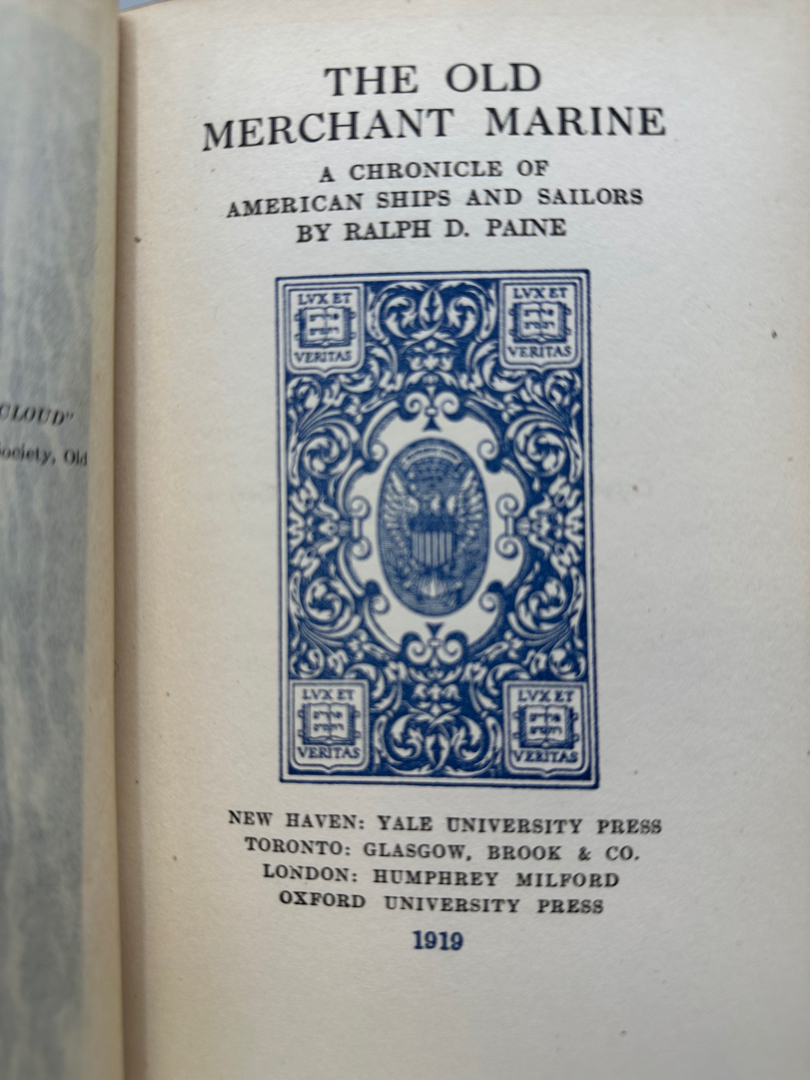 CLOUD"
Society, Old
THE OLD
MERCHANT MARINE
A CHRONICLE OF
AMERICAN SHIPS AND SAILORS
BY RALPH D. PAINE
LVX ET
VERITAS
LVX ET
VERITAS
LVX ET
VERITAS
LVX ET
VERITAS
NEW HAVEN: YALE UNIVERSITY PRESS
TORONTO: GLASGOW, BROOK & CO.
LONDON: HUMPHREY MILFORD
OXFORD UNIVERSITY PRESS
1919